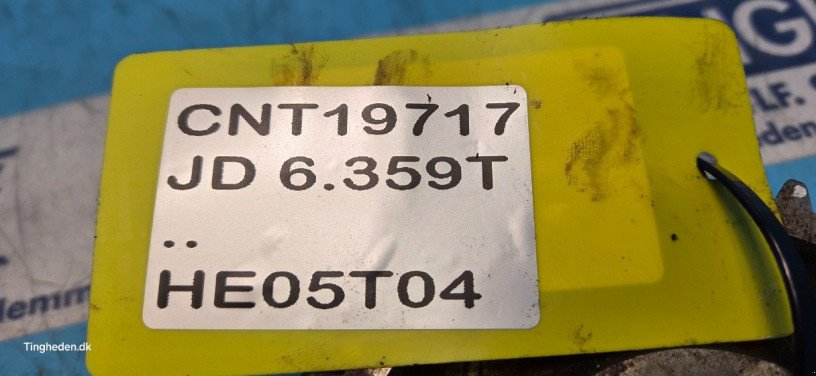 CNT19717
JD 6.359T
..
HE05T04
Tingheden.dk